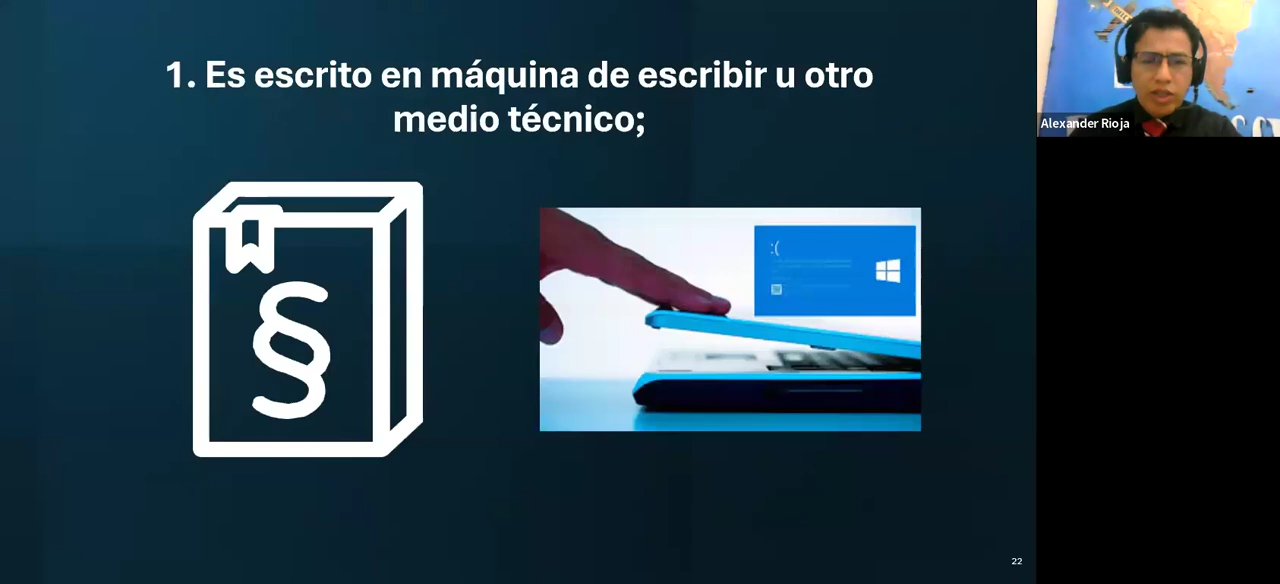 1. Es escrito en máquina de escribir u otro
medio técnico;
Alexander Rioja
§
:(
22